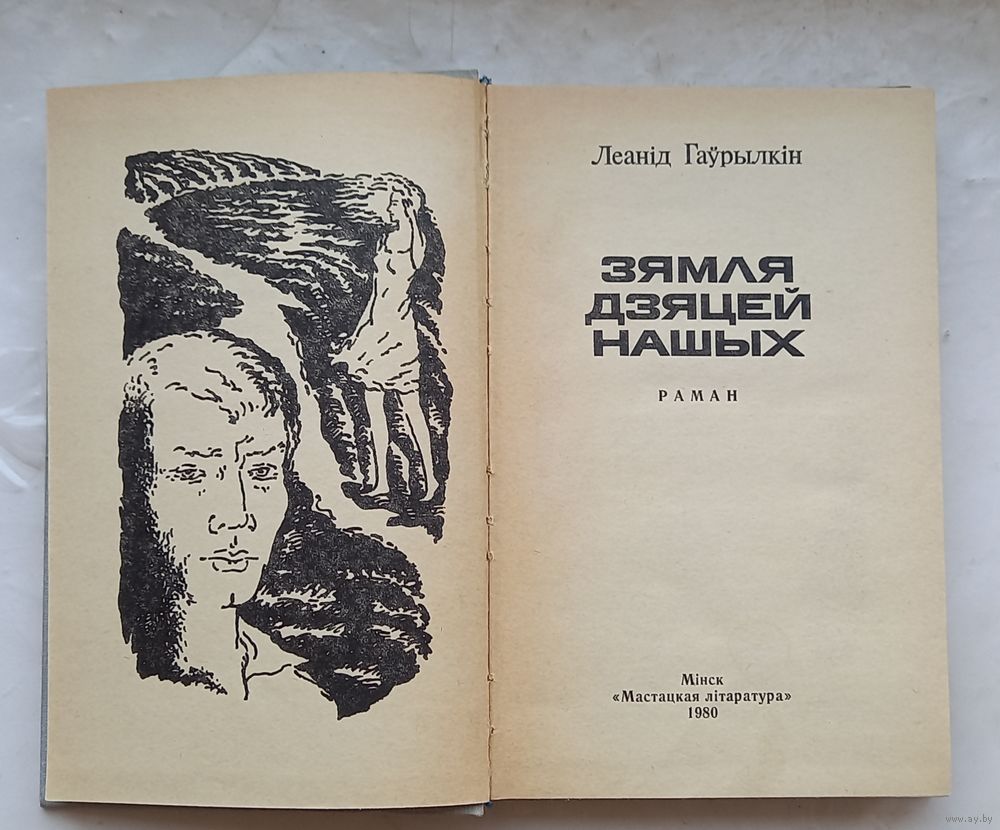 Леанід Гаўрылкін
ЗЯМЛЯ
ДЗЯЦЕЙ
НАШЫХ
РАМАН
Мінск
«Мастацкая літаратура»
1980
www.ay.by